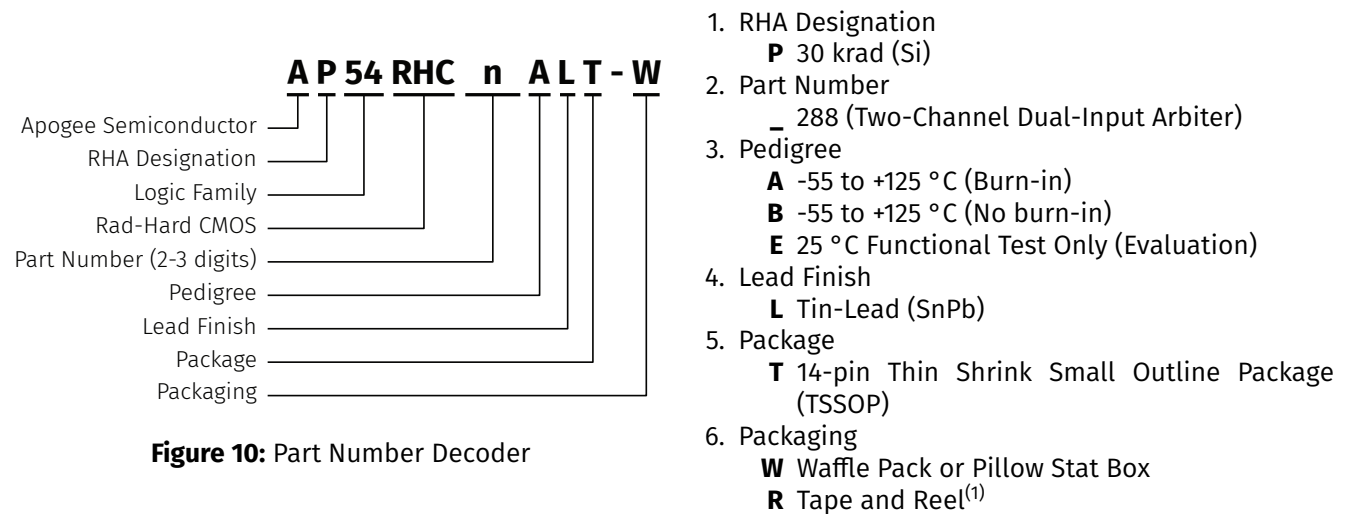 A P 54 RHC n A L T - W
Apogee Semiconductor
RHA Designation
Logic Family
Rad-Hard CMOS
Part Number (2-3 digits)
Pedigree
Lead Finish
Package
Packaging
Figure 10: Part Number Decoder
1. RHA Designation
P 30 krad (Si)
2. Part Number
_ 288 (Two-Channel Dual-Input Arbiter)
3. Pedigree
A -55 to +125 °C (Burn-in)
B -55 to +125 °C (No burn-in)
E 25 °C Functional Test Only (Evaluation)
4. Lead Finish
L Tin-Lead (SnPb)
5. Package
T 14-pin Thin Shrink Small Outline Package
(TSSOP)
6. Packaging
W Waffle Pack or Pillow Stat Box
R Tape and Reel(1)